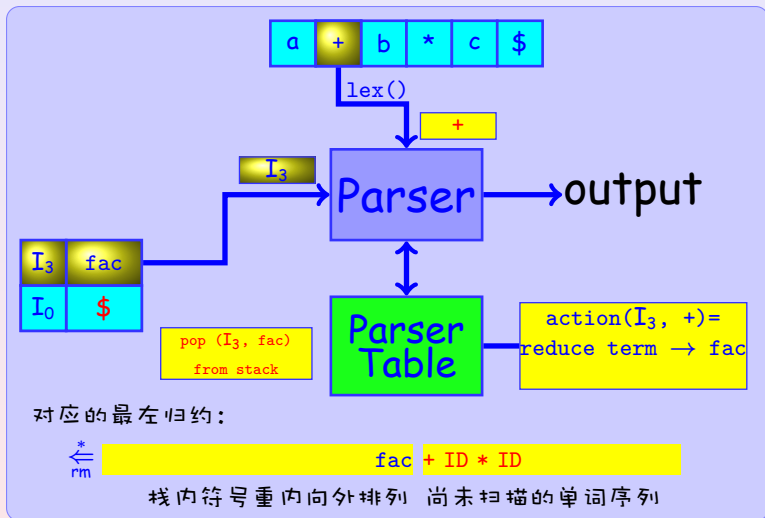 a + b * c $
lex()
+
I₃
Parser
output
I₃ fac
I₀ $
Parser
Table
pop (I₃, fac)
from stack
action(I₃, +)=
reduce term → fac
对应的最左归约:
*
⇐
rm
fac + ID * ID
栈内符号重内向外排列 尚未扫描的单词序列